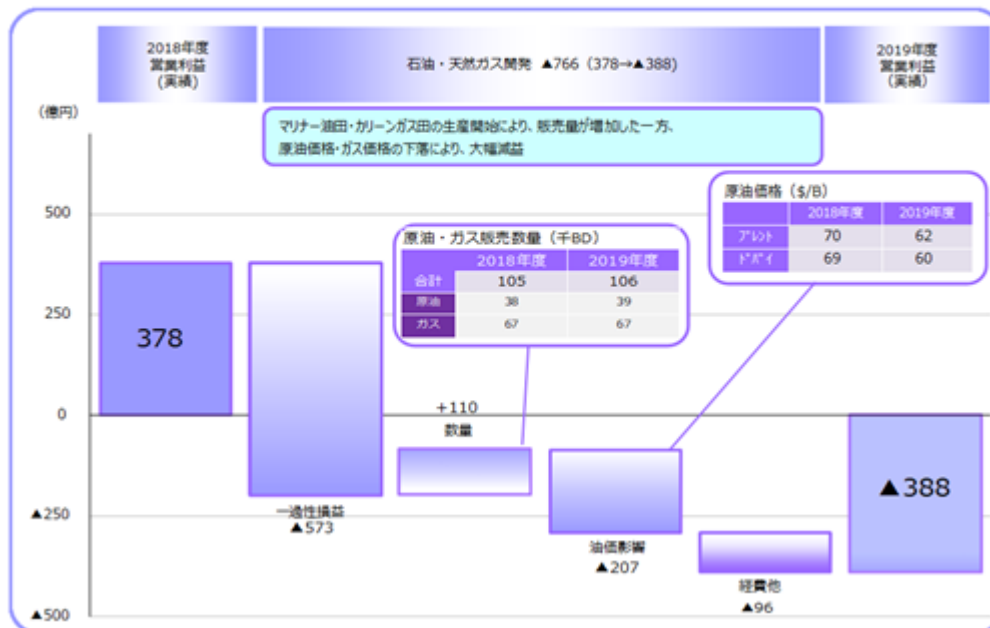 2018年度
営業利益
(実績)
石油・天然ガス開発 ▲766 (378→▲388)
2019年度
営業利益
(実績)
(億円)
マリナー油田・カリーンガス田の生産開始により、販売量が増加した一方、
原油価格・ガス価格の下落により、大幅減益
原油価格 ($/B)
2018年度 2019年度
ブレント 70 62
ドバイ 69 60
原油・ガス販売数量 (千BD)
2018年度 2019年度
合計 105 106
原油 38 39
ガス 67 67
500
250
0
▲250
▲500
378
一過性損益
▲573
+110
数量
油価影響
▲207
経費他
▲96
▲388